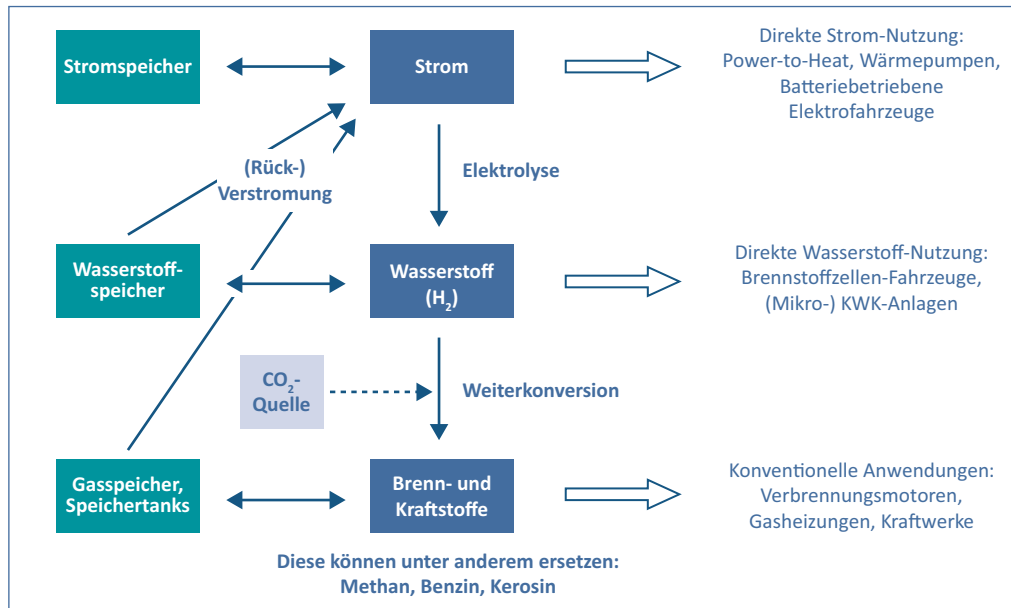 Stromspeicher
Strom
Direkte Strom-Nutzung:
Power-to-Heat, Wärmepumpen,
Batteriebetriebene
Elektrofahrzeuge
(Rück-)
Verstromung
Elektrolyse
Wasserstoff-
speicher
Wasserstoff
(H₂)
Direkte Wasserstoff-Nutzung:
Brennstoffzellen-Fahrzeuge,
(Mikro-) KWK-Anlagen
CO₂-
Quelle
Weiterkonversion
Gasspeicher,
Speichertanks
Brenn- und
Kraftstoffe
Konventionelle Anwendungen:
Verbrennungsmotoren,
Gasheizungen, Kraftwerke
Diese können unter anderem ersetzen:
Methan, Benzin, Kerosin